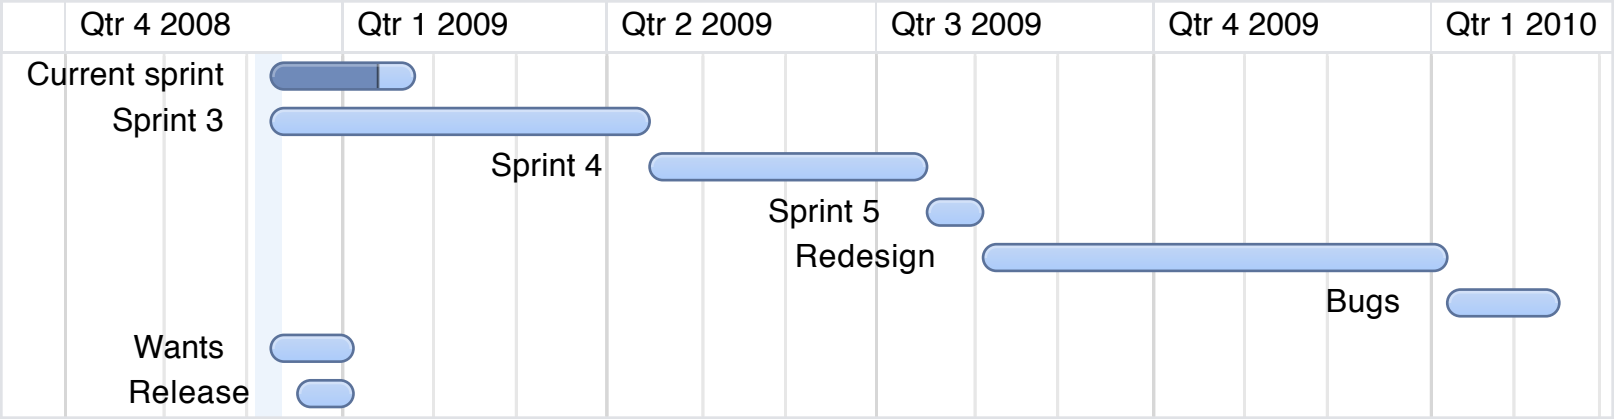 Qtr 4 2008 Qtr 1 2009 Qtr 2 2009 Qtr 3 2009 Qtr 4 2009 Qtr 1 2010
Current sprint
Sprint 3
Sprint 4
Sprint 5
Redesign
Bugs
Wants
Release